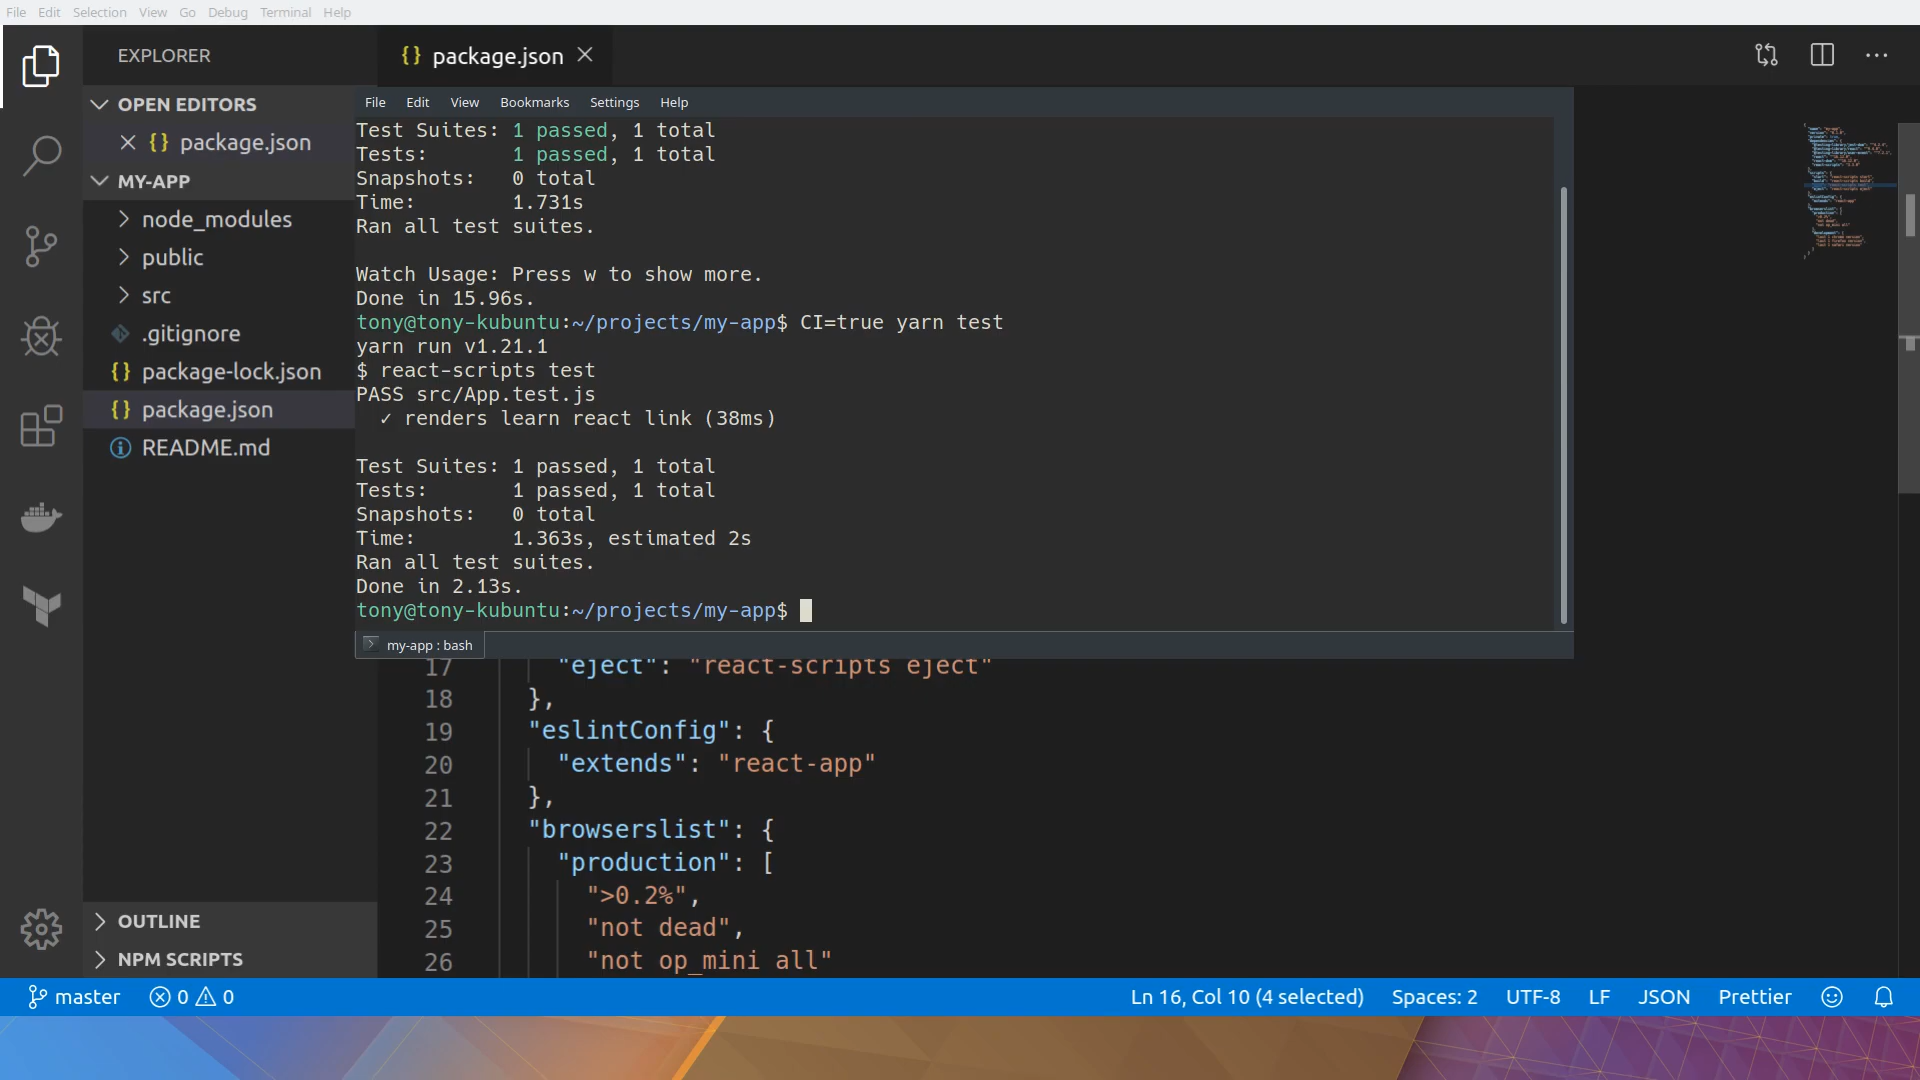 File Edit Selection View Go Debug Terminal Help
EXPLORER
{} package.json
OPEN EDITORS
{} package.json
MY-APP
node_modules
public
src
.gitignore
{} package-lock.json
{} package.json
README.md
OUTLINE
NPM SCRIPTS
File Edit View Bookmarks Settings Help
Test Suites: 1 passed, 1 total
Tests:       1 passed, 1 total
Snapshots:   0 total
Time:        1.731s
Ran all test suites.
Watch Usage: Press w to show more.
Done in 15.96s.
tony@tony-kubuntu:~/projects/my-app$ CI=true yarn test
yarn run v1.21.1
$ react-scripts test
PASS src/App.test.js
✓ renders learn react link (38ms)
Test Suites: 1 passed, 1 total
Tests:       1 passed, 1 total
Snapshots:   0 total
Time:        1.363s, estimated 2s
Ran all test suites.
Done in 2.13s.
tony@tony-kubuntu:~/projects/my-app$
my-app : bash
17 "eject": "react-scripts eject"
18 },
19 "eslintConfig": {
20 "extends": "react-app"
21 },
22 "browserslist": {
23 "production": [
24 ">0.2%",
25 "not dead",
26 "not op_mini all"
master 0 0 Ln 16, Col 10 (4 selected) Spaces: 2 UTF-8 LF JSON Prettier